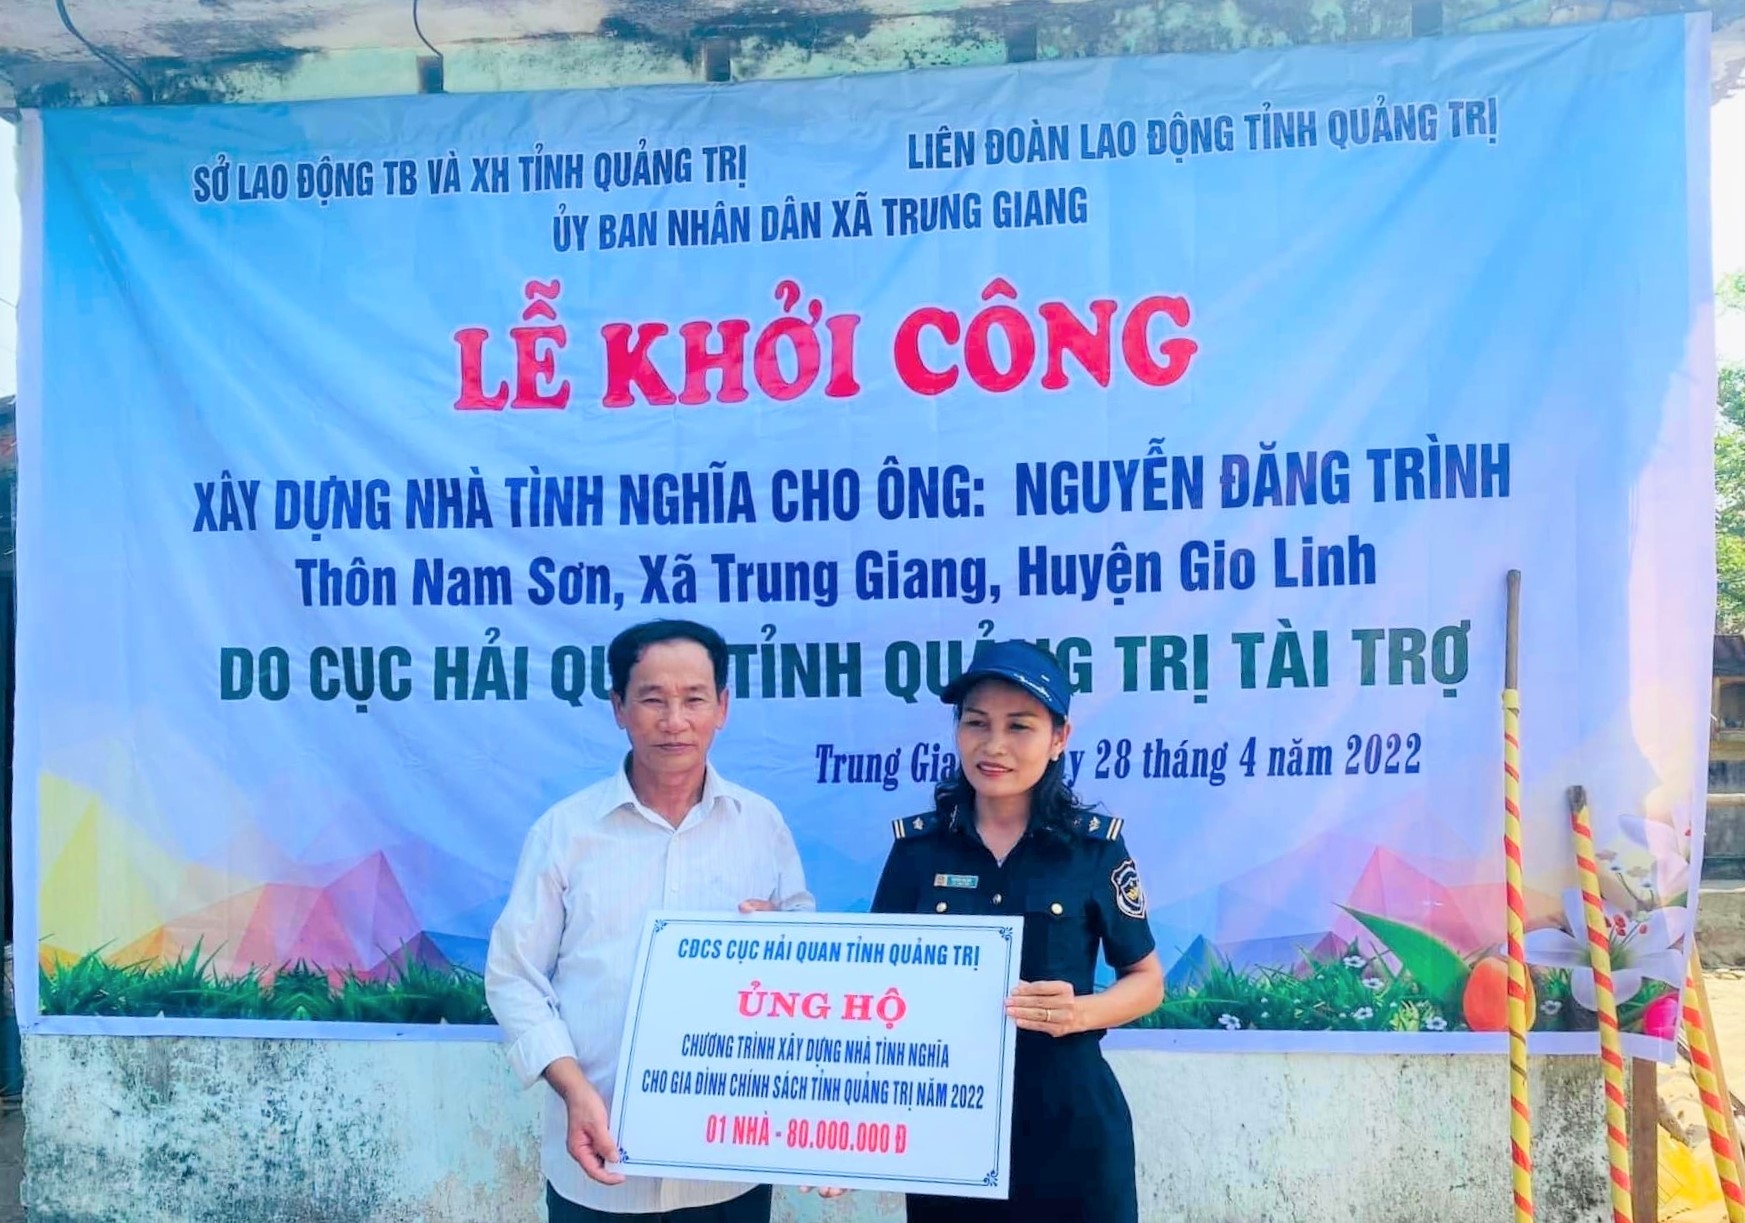 SỞ LAO ĐỘNG TB VÀ XH TỈNH QUẢNG TRỊ
LIÊN ĐOÀN LAO ĐỘNG TỈNH QUẢNG TRỊ
ỦY BAN NHÂN DÂN XÃ TRUNG GIANG
LỄ KHỞI CÔNG
XÂY DỰNG NHÀ TÌNH NGHĨA CHO ÔNG: NGUYỄN ĐĂNG TRÌNH
Thôn Nam Sơn, Xã Trung Giang, Huyện Gio Linh
DO CỤC HẢI TỈNH TRỊ TÀI TRỢ
Trung 28 tháng 4 năm 2022
CĐCS CỤC HẢI QUAN TỈNH QUẢNG TRỊ
ỦNG HỘ
CHƯƠNG TRÌNH XÂY DỰNG NHÀ TÌNH NGHĨA
CHO GIA ĐÌNH CHÍNH SÁCH TỈNH QUẢNG TRỊ NĂM 2022
01 NHÀ - 80.000.000 Đ